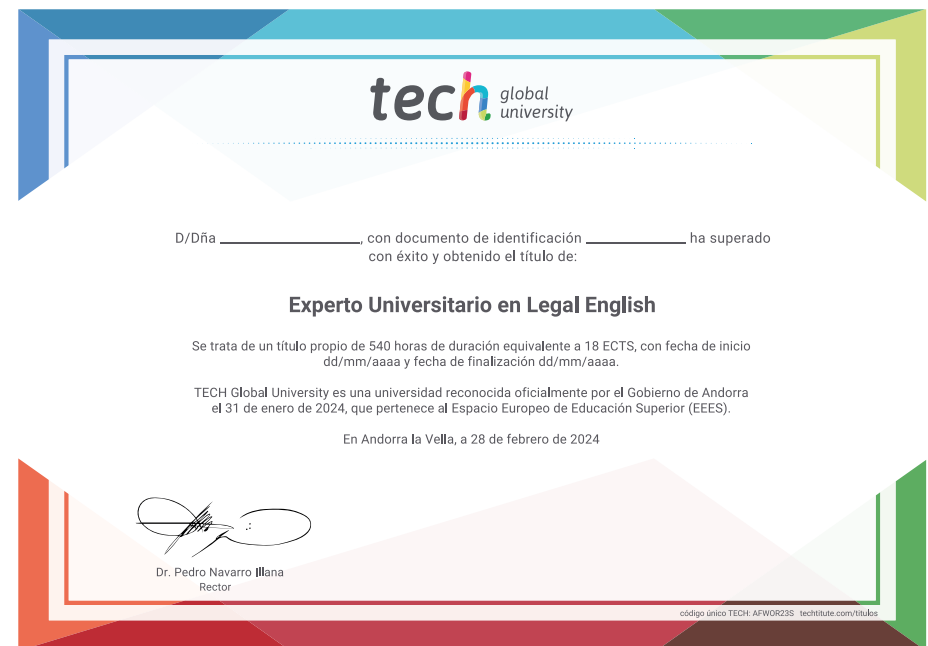 tech global university
D/Dña ____________________, con documento de identificación ______________ ha superado
con éxito y obtenido el título de:
Experto Universitario en Legal English
Se trata de un título propio de 540 horas de duración equivalente a 18 ECTS, con fecha de inicio
dd/mm/aaaa y fecha de finalización dd/mm/aaaa.
TECH Global University es una universidad reconocida oficialmente por el Gobierno de Andorra
el 31 de enero de 2024, que pertenece al Espacio Europeo de Educación Superior (EEES).
En Andorra la Vella, a 28 de febrero de 2024
Dr. Pedro Navarro Illana
Rector
código único TECH: AFWOR23S techtitute.com/titulos